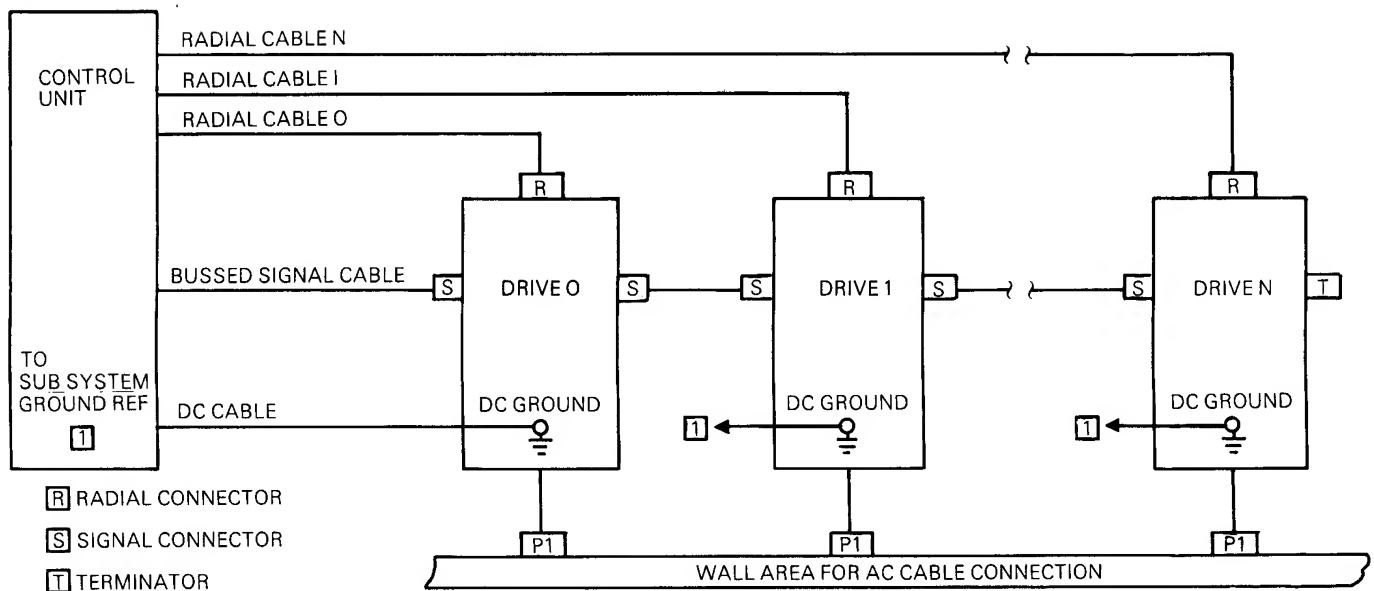 RADIAL CABLE N
CONTROL
UNIT
RADIAL CABLE I
RADIAL CABLE O
R
R
R
BUSSED SIGNAL CABLE
S
DRIVE O
S
S
DRIVE 1
S
S
DRIVE N
T
TO
SUB SYSTEM
GROUND REF
1
DC CABLE
DC GROUND
1
DC GROUND
1
DC GROUND
R RADIAL CONNECTOR
S SIGNAL CONNECTOR
T TERMINATOR
P1
P1
P1
WALL AREA FOR AC CABLE CONNECTION